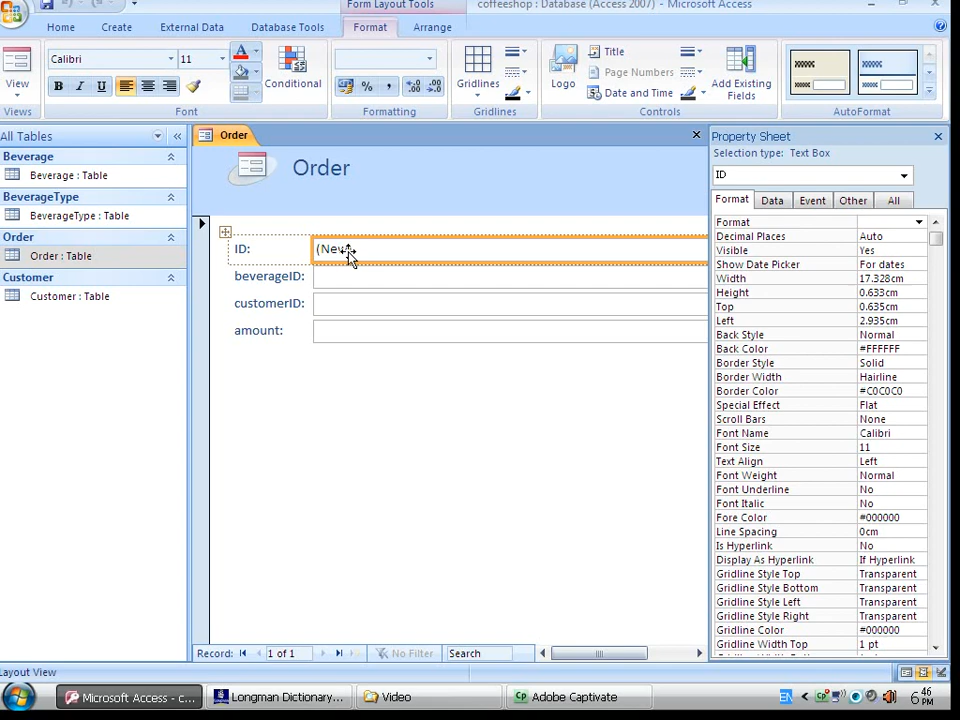 Form Layout Tools
coffeeshop : Database (Access 2007) - Microsoft Access
Home Create External Data Database Tools Format Arrange
Calibri 11
B I U
Conditional
% ,
Gridlines
Logo
Title
Page Numbers
Date and Time
Add Existing Fields
View
Views Font Formatting Gridlines Controls AutoFormat
All Tables
Beverage
Beverage : Table
BeverageType
BeverageType : Table
Order
Order : Table
Customer
Customer : Table
Order
Order
ID:
beverageID:
customerID:
amount:
Record: 1 of 1 No Filter Search
Property Sheet
Selection type: Text Box
ID
Format Data Event Other All
Format
Decimal Places Auto
Visible Yes
Show Date Picker For dates
Width 17.328cm
Height 0.633cm
Top 0.635cm
Left 2.935cm
Back Style Normal
Back Color #FFFFFF
Border Style Solid
Border Width Hairline
Border Color #C0C0C0
Special Effect Flat
Scroll Bars None
Font Name Calibri
Font Size 11
Text Align Left
Font Weight Normal
Font Underline No
Font Italic No
Fore Color #000000
Line Spacing 0cm
Is Hyperlink No
Display As Hyperlink If Hyperlink
Gridline Style Top Transparent
Gridline Style Bottom Transparent
Gridline Style Left Transparent
Gridline Style Right Transparent
Gridline Color #000000
Gridline Width Top 1 pt
Layout View
Microsoft Access - c...
Longman Dictionary...
Video
Adobe Captivate
EN
6:46 PM